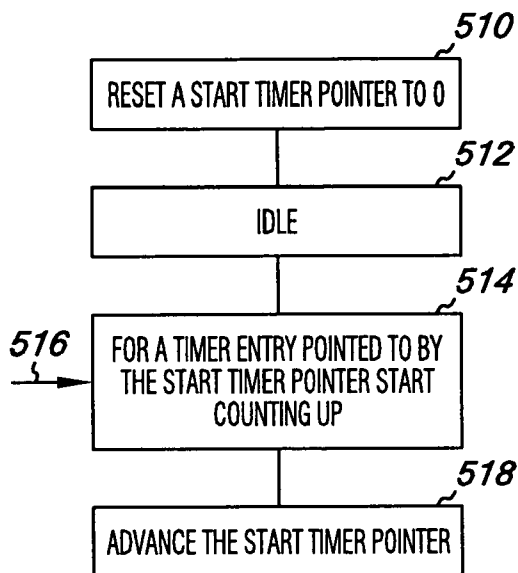 510
RESET A START TIMER POINTER TO 0
512
IDLE
514
516
FOR A TIMER ENTRY POINTED TO BY
THE START TIMER POINTER START
COUNTING UP
518
ADVANCE THE START TIMER POINTER